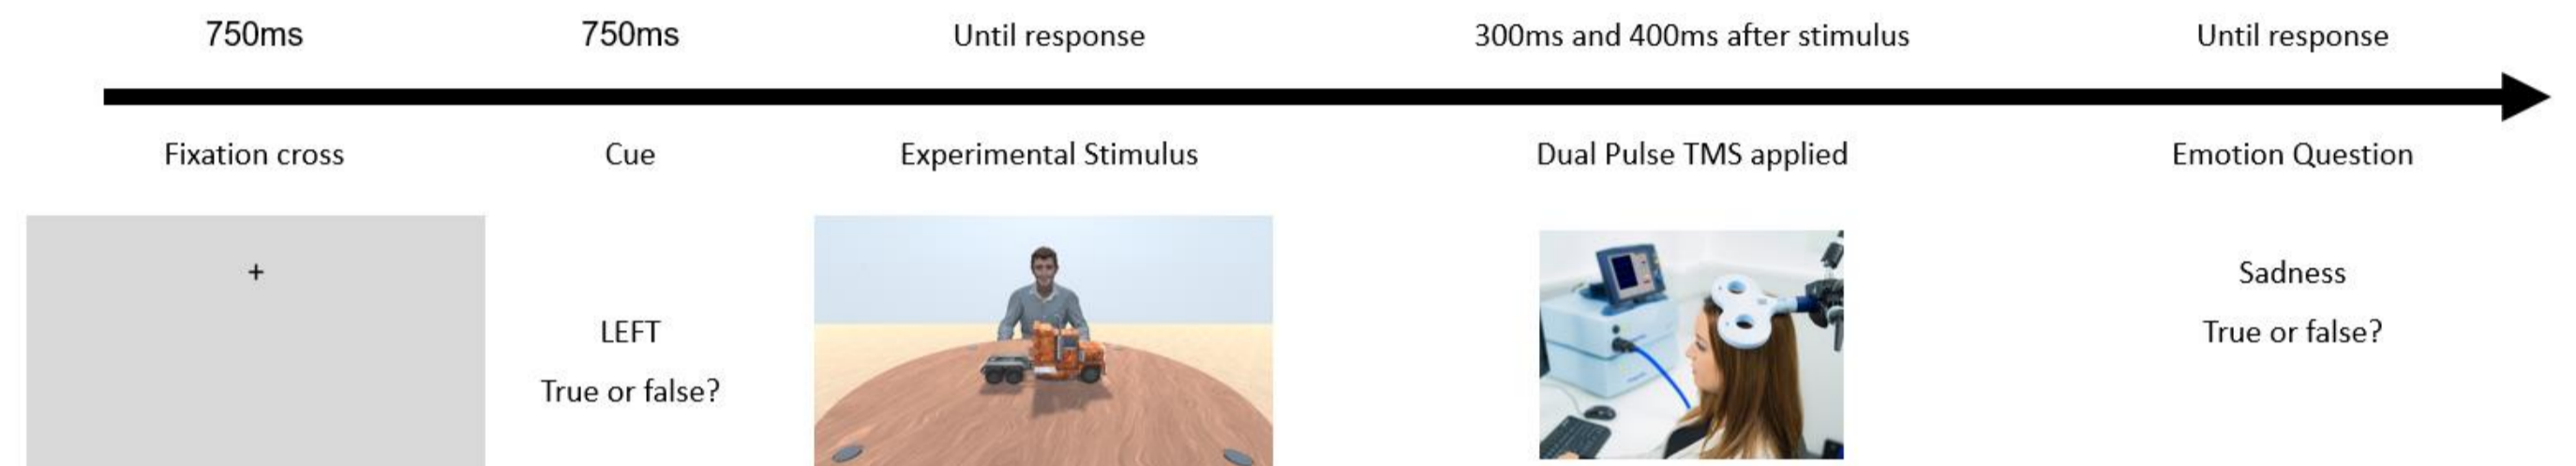 750ms
750ms
Until response
300ms and 400ms after stimulus
Until response
Fixation cross
Cue
Experimental Stimulus
Dual Pulse TMS applied
Emotion Question
+
LEFT
True or false?
Sadness
True or false?